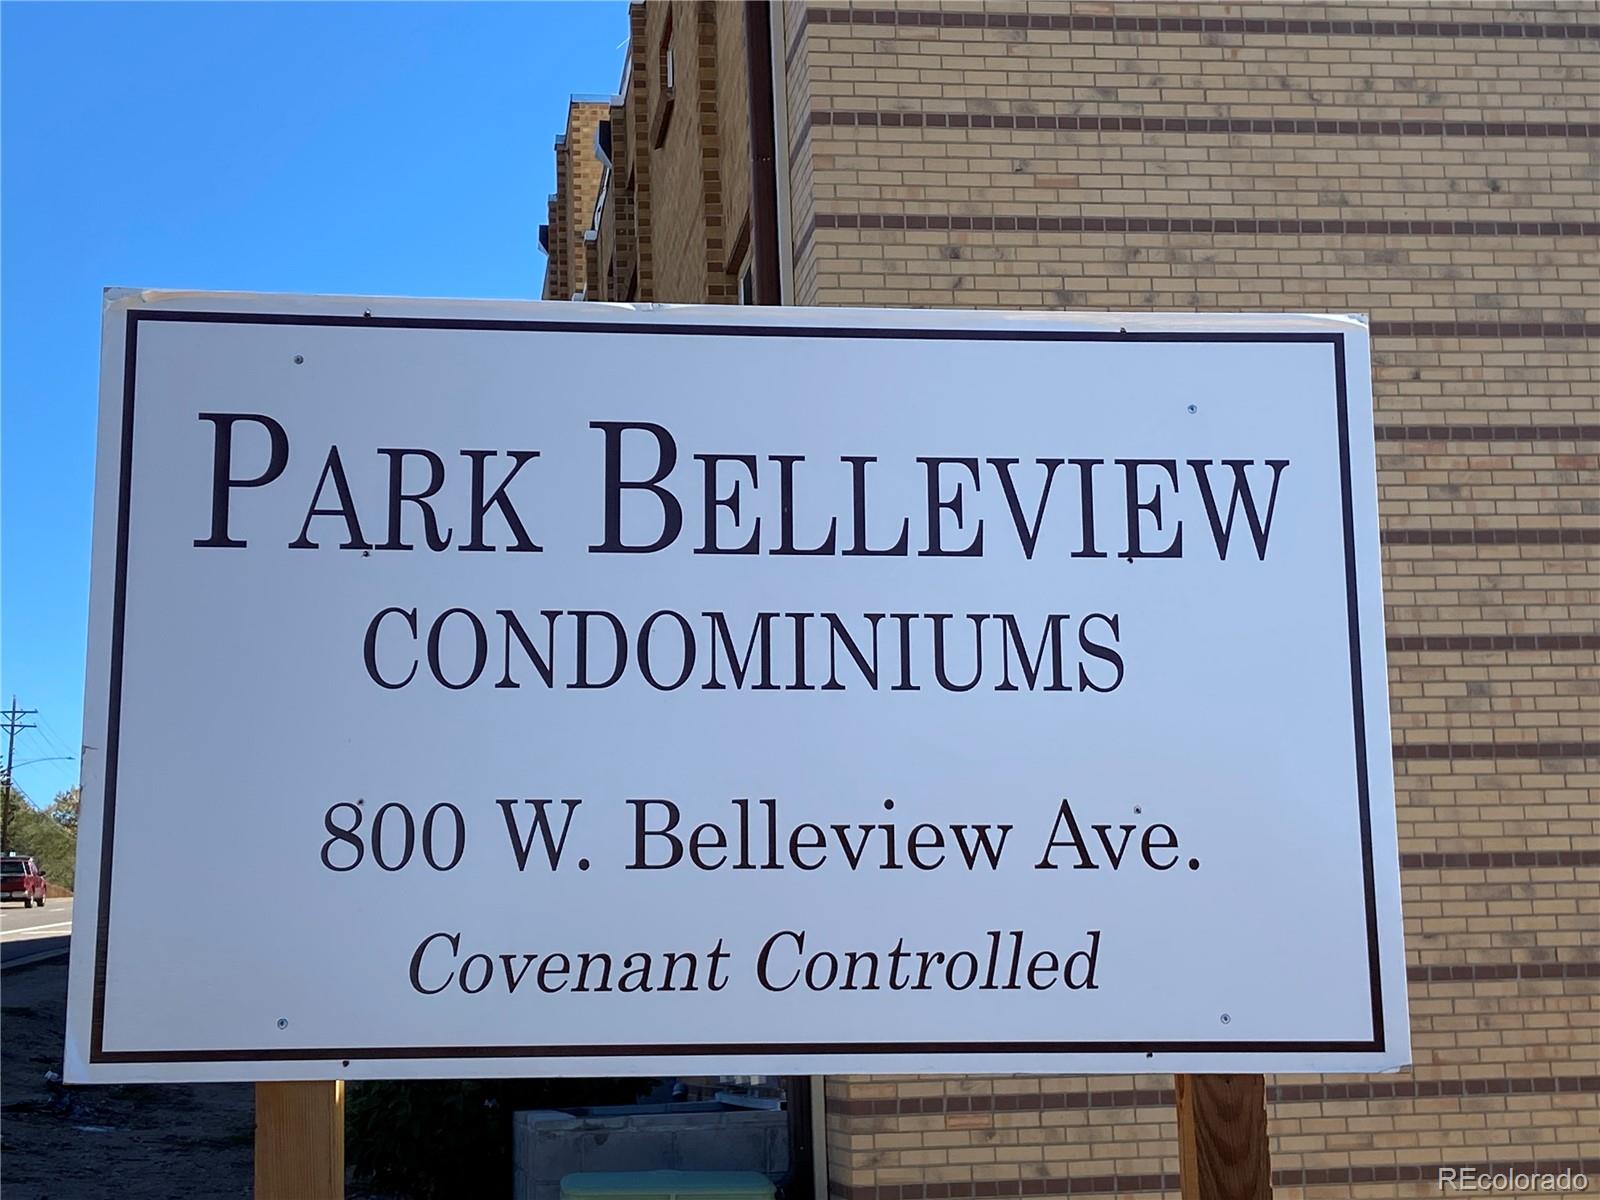 PARK BELLEVIEW
CONDOMINIUMS
800 W. Belleview Ave.
Covenant Controlled
REcolorado